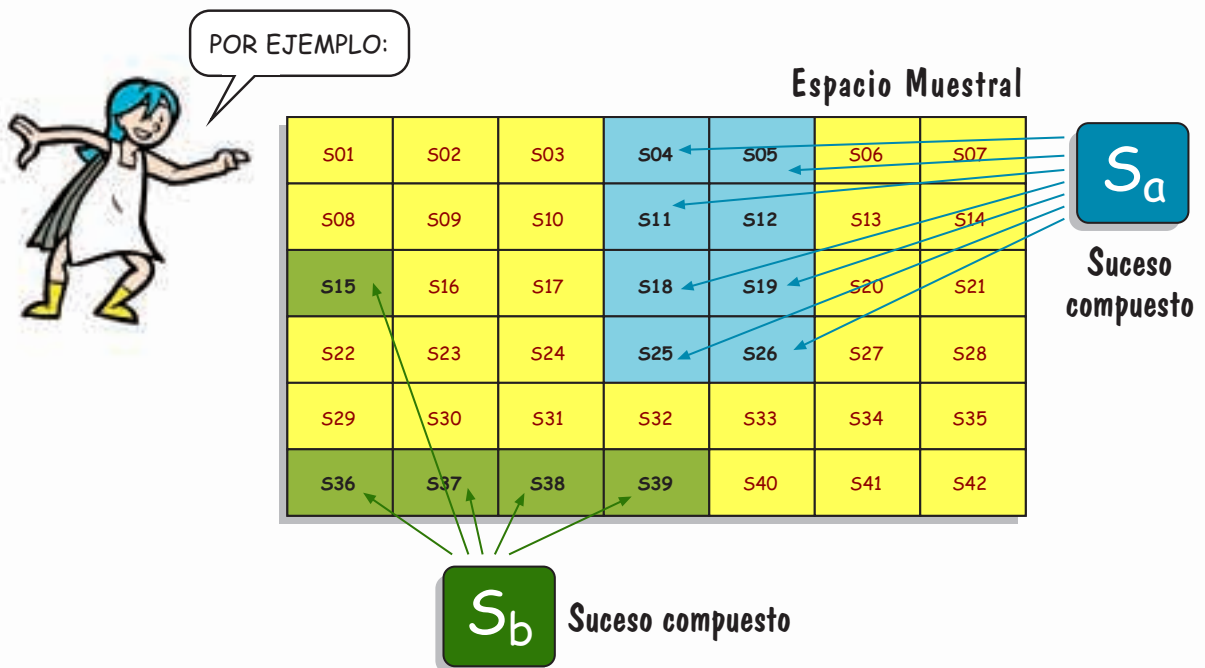 POR EJEMPLO:
Espacio Muestral
S01 S02 S03 S04 S05 S06 S07
S08 S09 S10 S11 S12 S13 S14
S15 S16 S17 S18 S19 S20 S21
S22 S23 S24 S25 S26 S27 S28
S29 S30 S31 S32 S33 S34 S35
S36 S37 S38 S39 S40 S41 S42
Sa
Suceso
compuesto
Sb
Suceso compuesto